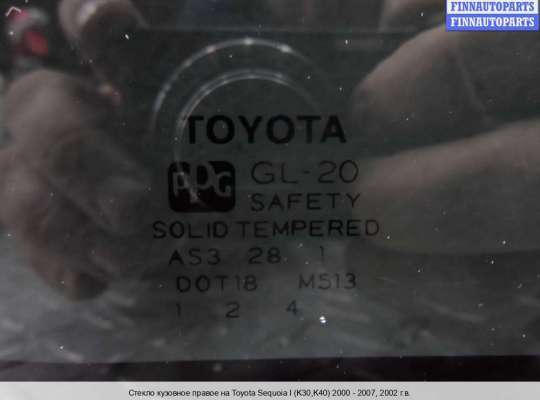 FINNAUTOPARTS
FINNAUTOPARTS
TOYOTA
PPG GL-20
SAFETY
SOLID TEMPERED
AS3 28 1
DOT18 M513
1 2 4
Стекло кузовное правое на Toyota Sequoia I (K30,K40) 2000 - 2007, 2002 г.в.